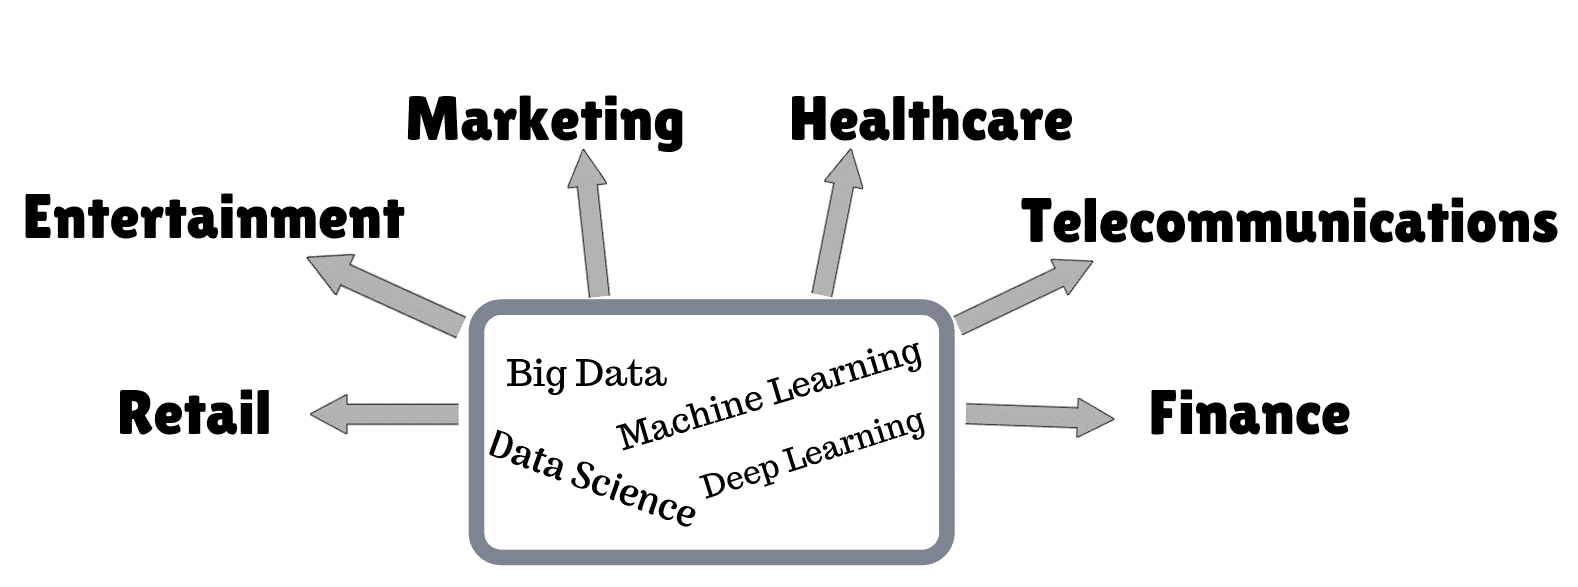 Marketing
Healthcare
Entertainment
Telecommunications
Retail
Finance
Big Data
Machine Learning
Data Science
Deep Learning